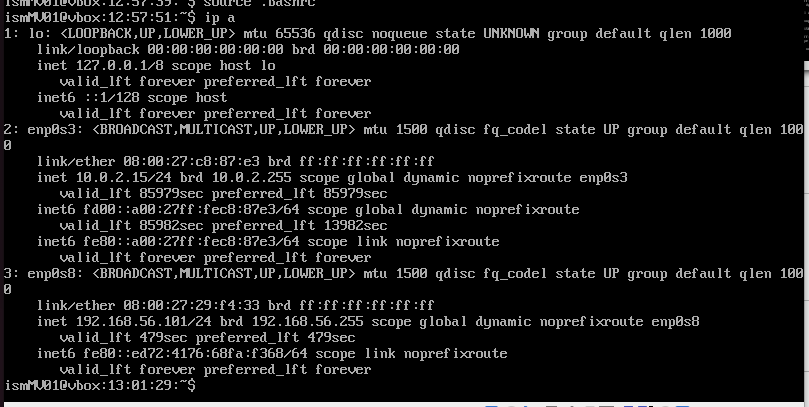 ismMV01@vbox:12:57:39:~$ source .bashrc
ismMV01@vbox:12:57:51:~$ ip a
1: lo: <LOOPBACK,UP,LOWER_UP> mtu 65536 qdisc noqueue state UNKNOWN group default qlen 1000
    link/loopback 00:00:00:00:00:00 brd 00:00:00:00:00:00
    inet 127.0.0.1/8 scope host lo
       valid_lft forever preferred_lft forever
    inet6 ::1/128 scope host
       valid_lft forever preferred_lft forever
2: enp0s3: <BROADCAST,MULTICAST,UP,LOWER_UP> mtu 1500 qdisc fq_codel state UP group default qlen 100
0
    link/ether 08:00:27:c8:87:e3 brd ff:ff:ff:ff:ff:ff
    inet 10.0.2.15/24 brd 10.0.2.255 scope global dynamic noprefixroute enp0s3
       valid_lft 85979sec preferred_lft 85979sec
    inet6 fd00::a00:27ff:fec8:87e3/64 scope global dynamic noprefixroute
       valid_lft 85982sec preferred_lft 13982sec
    inet6 fe80::a00:27ff:fec8:87e3/64 scope link noprefixroute
       valid_lft forever preferred_lft forever
3: enp0s8: <BROADCAST,MULTICAST,UP,LOWER_UP> mtu 1500 qdisc fq_codel state UP group default qlen 100
0
    link/ether 08:00:27:29:f4:33 brd ff:ff:ff:ff:ff:ff
    inet 192.168.56.101/24 brd 192.168.56.255 scope global dynamic noprefixroute enp0s8
       valid_lft 479sec preferred_lft 479sec
    inet6 fe80::ed72:4176:68fa:f368/64 scope link noprefixroute
       valid_lft forever preferred_lft forever
ismMV01@vbox:13:01:29:~$